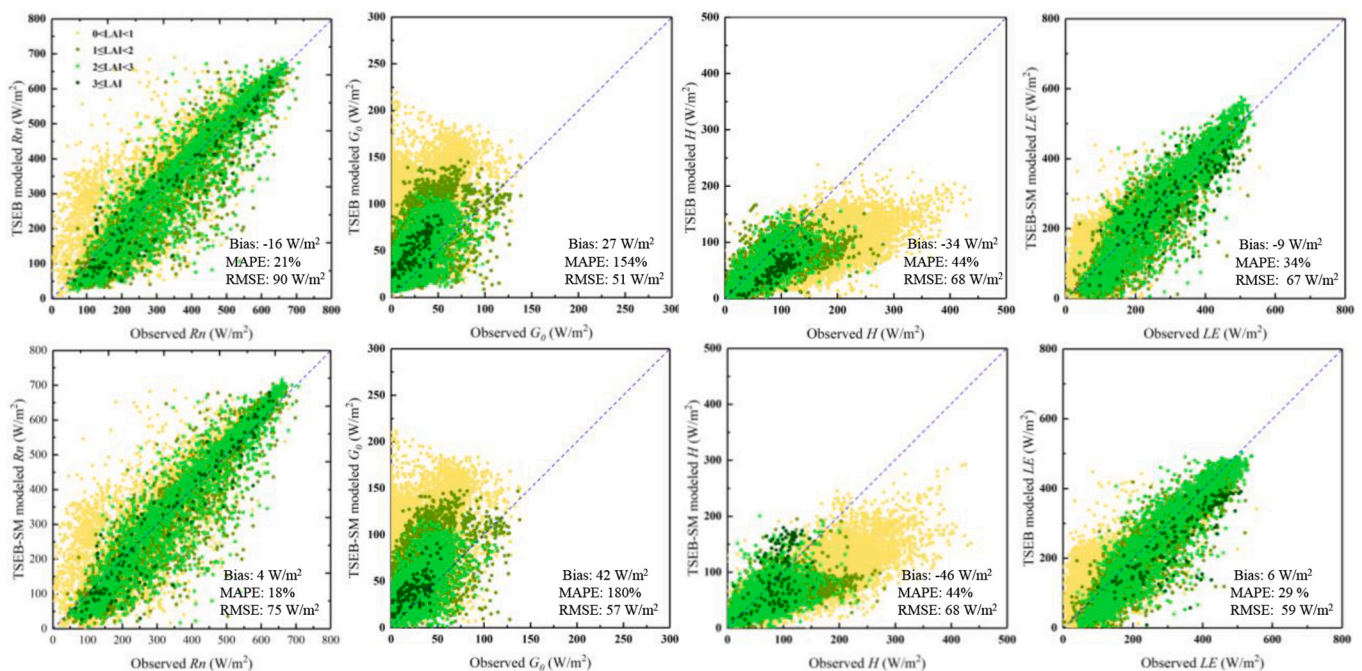 TSEB modeled Rn (W/m²)
800
700
600
500
400
300
200
100
0
0<LAI<1
1≤LAI<2
2≤LAI<3
3≤LAI
Bias: -16 W/m²
MAPE: 21%
RMSE: 90 W/m²
0 100 200 300 400 500 600 700 800
Observed Rn (W/m²)
TSEB modeled G₀ (W/m²)
300
250
200
150
100
50
0
Bias: 27 W/m²
MAPE: 154%
RMSE: 51 W/m²
0 50 100 150 200 250 300
Observed G₀ (W/m²)
TSEB modeled H (W/m²)
500
400
300
200
100
0
Bias: -34 W/m²
MAPE: 44%
RMSE: 68 W/m²
0 100 200 300 400 500
Observed H (W/m²)
TSEB-SM modeled LE (W/m²)
800
600
400
200
0
Bias: -9 W/m²
MAPE: 34%
RMSE: 67 W/m²
0 100 200 300 400 500 600 700 800
Observed LE (W/m²)
TSEB-SM modeled Rn (W/m²)
800
700
600
500
400
300
200
100
0
Bias: 4 W/m²
MAPE: 18%
RMSE: 75 W/m²
0 100 200 300 400 500 600 700 800
Observed Rn (W/m²)
TSEB-SM modeled G₀ (W/m²)
300
250
200
150
100
50
0
Bias: 42 W/m²
MAPE: 180%
RMSE: 57 W/m²
0 50 100 150 200 250 300
Observed G₀ (W/m²)
TSEB-SM modeled H (W/m²)
500
400
300
200
100
0
Bias: -46 W/m²
MAPE: 44%
RMSE: 68 W/m²
0 100 200 300 400 500
Observed H (W/m²)
TSEB modeled LE (W/m²)
800
600
400
200
0
Bias: 6 W/m²
MAPE: 29 %
RMSE: 59 W/m²
0 100 200 300 400 500 600 700 800
Observed LE (W/m²)